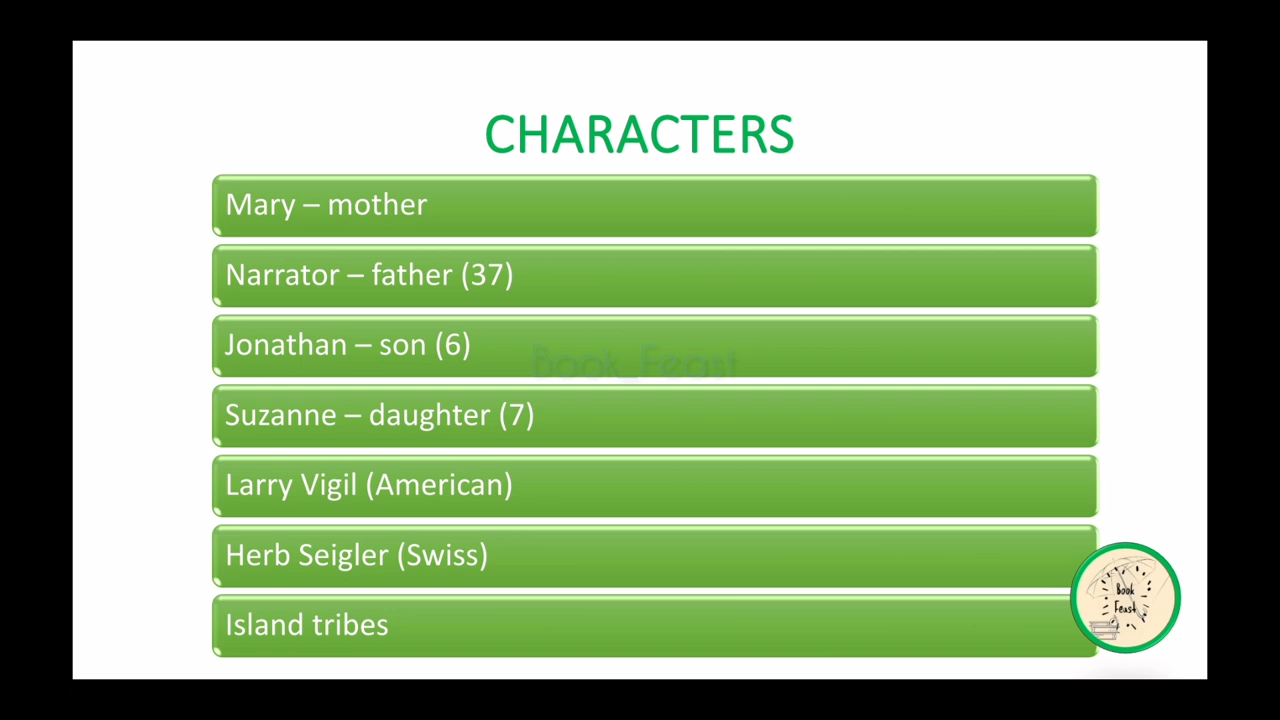 CHARACTERS
Mary – mother
Narrator – father (37)
Jonathan – son (6)
Book_Feast
Suzanne – daughter (7)
Larry Vigil (American)
Herb Seigler (Swiss)
Book
Feast
Island tribes